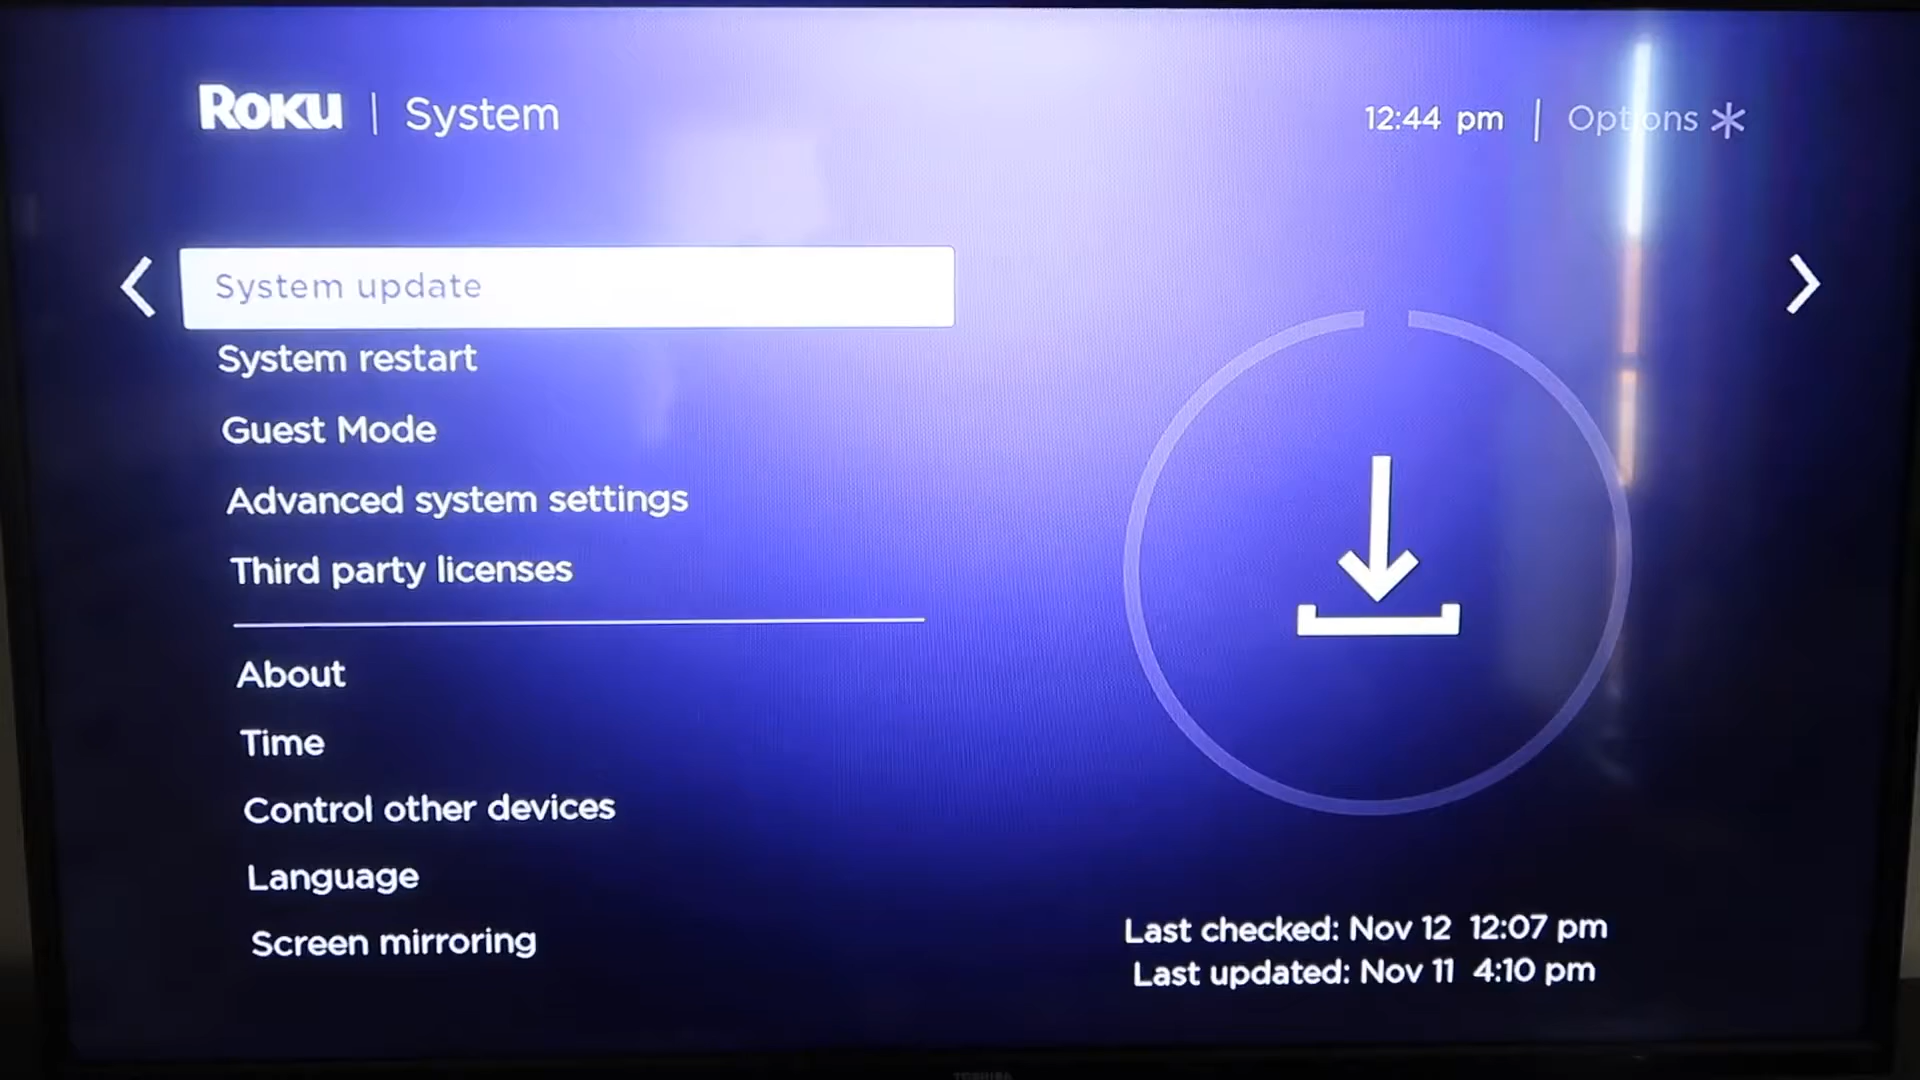 Roku | System
12:44 pm | Options *
System update
System restart
Guest Mode
Advanced system settings
Third party licenses
About
Time
Control other devices
Language
Screen mirroring
Last checked: Nov 12 12:07 pm
Last updated: Nov 11 4:10 pm